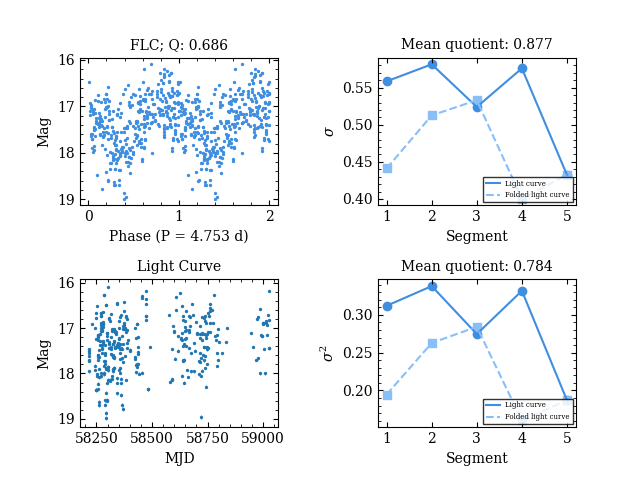 FLC; Q: 0.686
Mag
16
17
18
19
0
1
2
Phase (P = 4.753 d)
Mean quotient: 0.877
σ
0.55
0.50
0.45
0.40
1
2
3
4
5
Segment
Light curve
Folded light curve
Light Curve
Mag
16
17
18
19
58250
58500
58750
59000
MJD
Mean quotient: 0.784
σ²
0.30
0.25
0.20
1
2
3
4
5
Segment
Light curve
Folded light curve